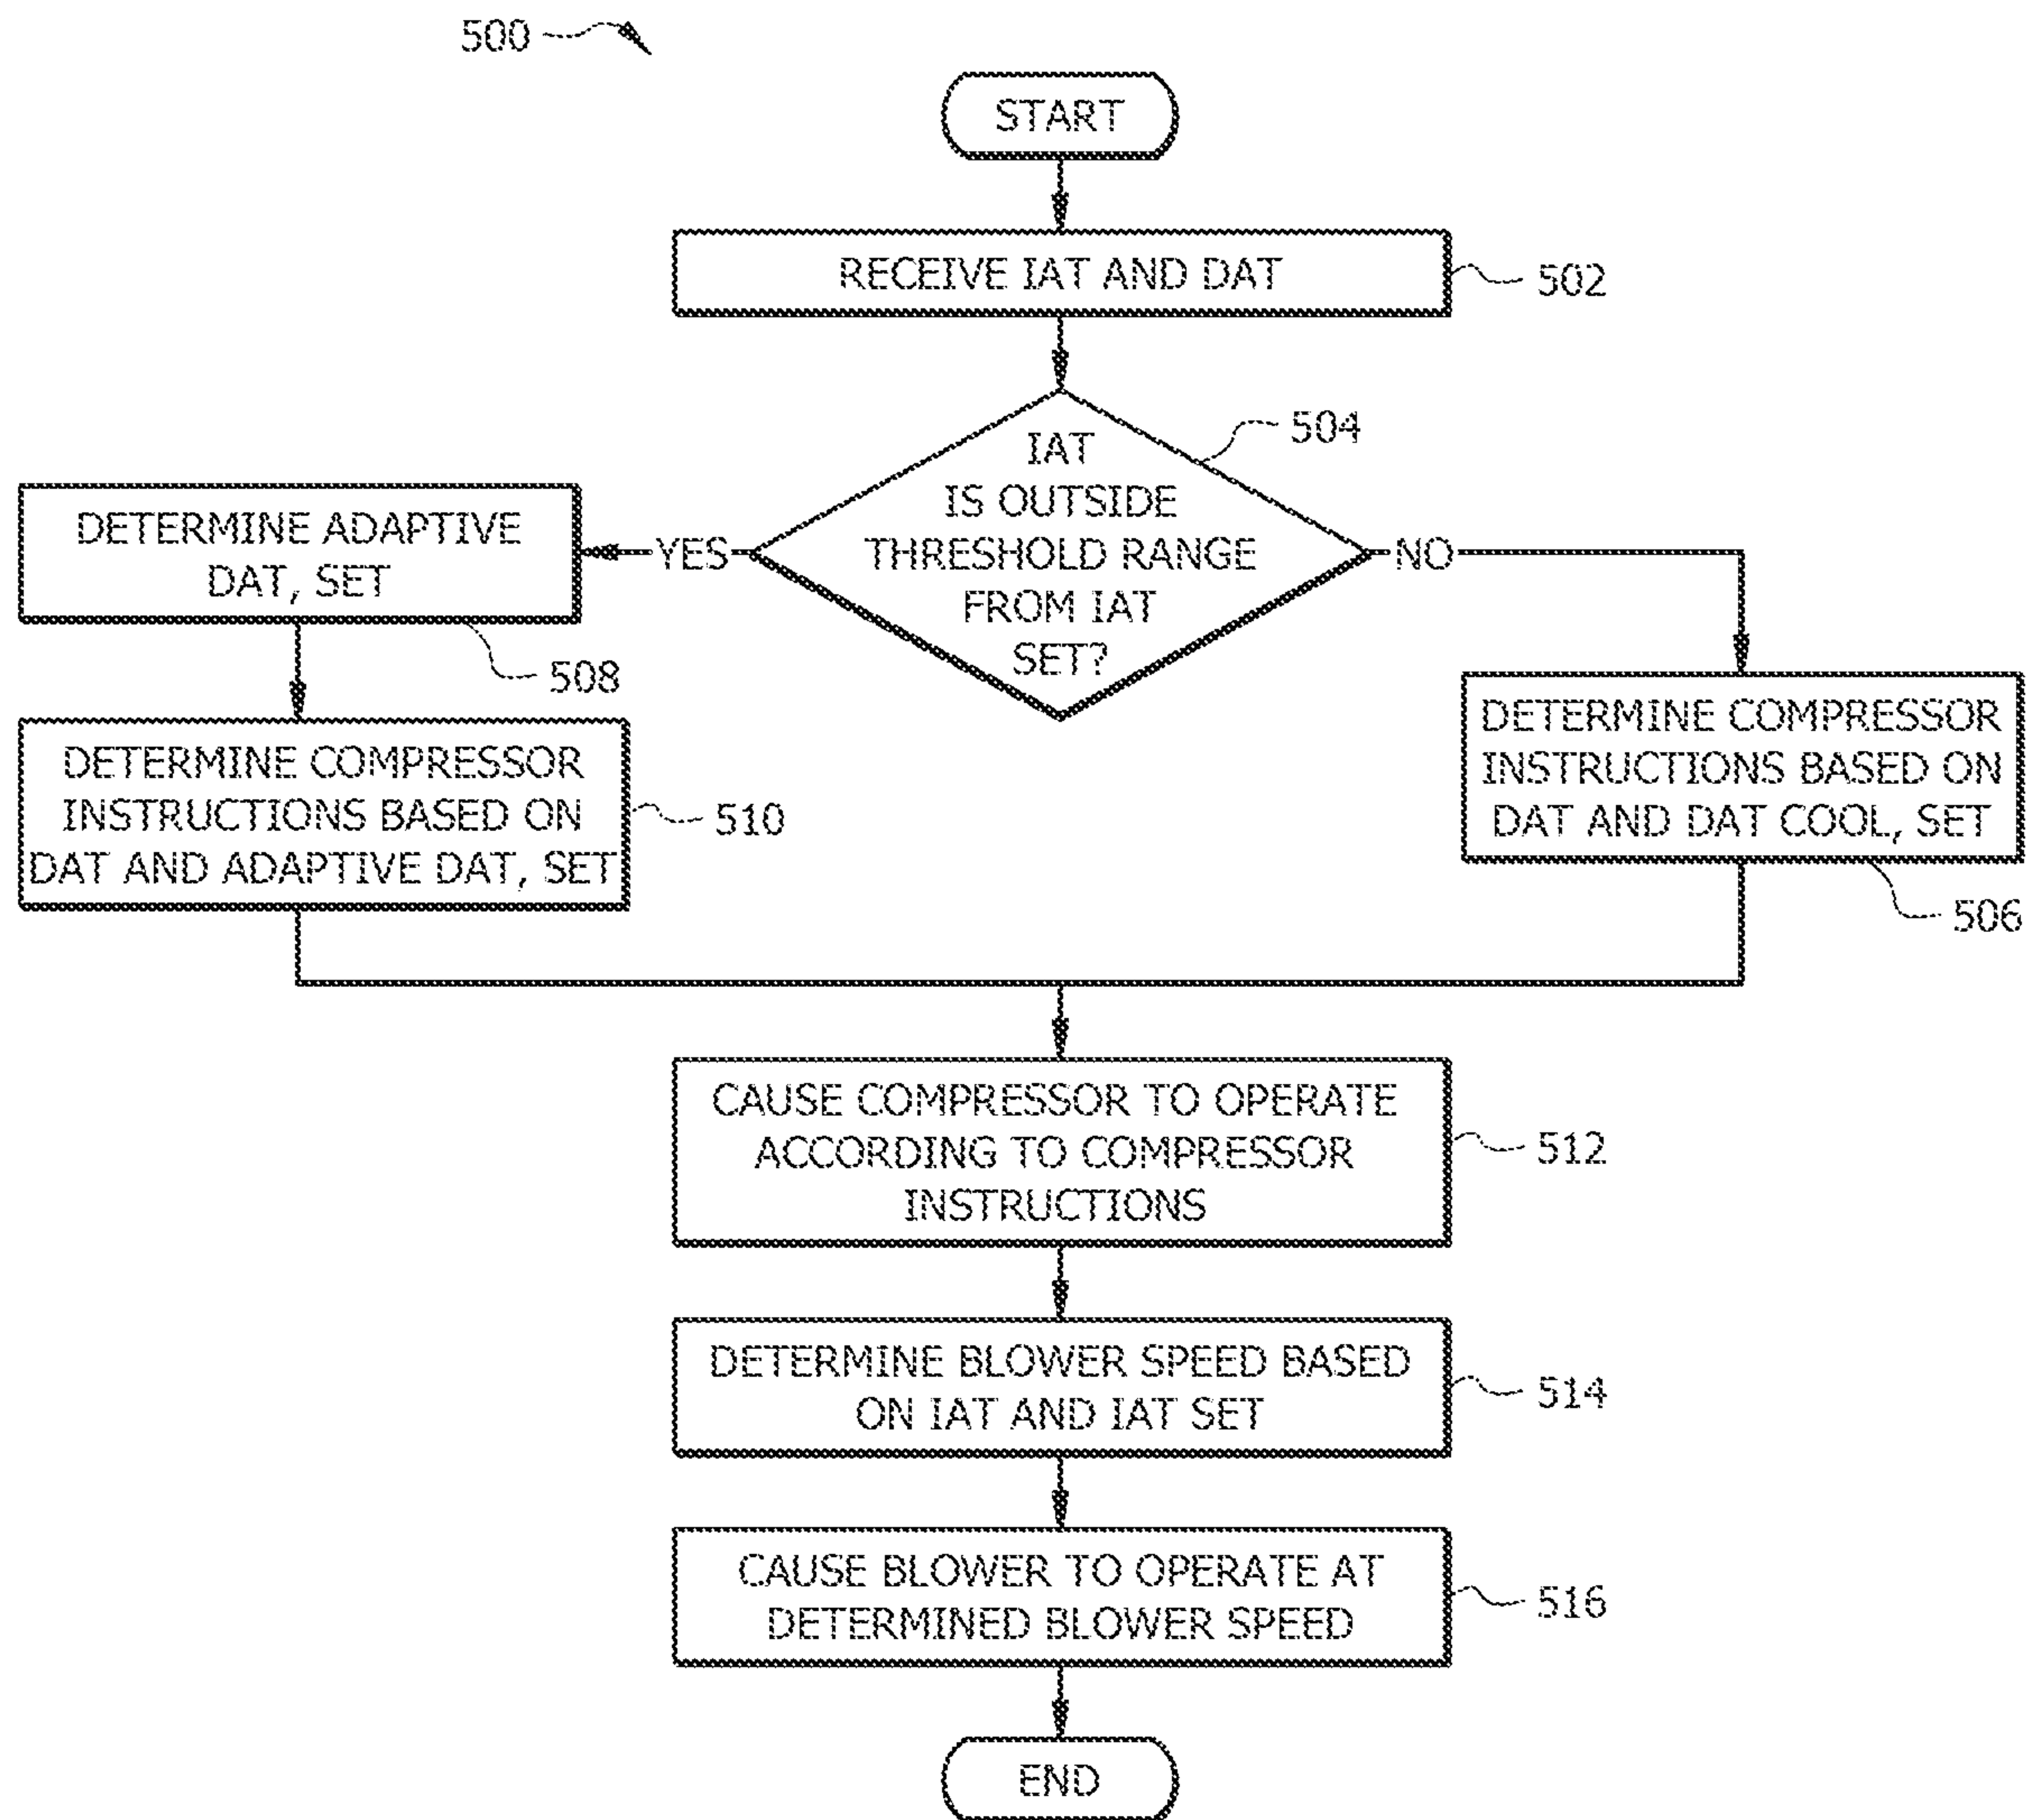 500
START
RECEIVE IAT AND DAT
502
504
IAT
IS OUTSIDE
THRESHOLD RANGE
FROM IAT
SET?
YES
NO
DETERMINE ADAPTIVE
DAT, SET
508
DETERMINE COMPRESSOR
INSTRUCTIONS BASED ON
DAT AND ADAPTIVE DAT, SET
510
DETERMINE COMPRESSOR
INSTRUCTIONS BASED ON
DAT AND DAT COOL, SET
506
CAUSE COMPRESSOR TO OPERATE
ACCORDING TO COMPRESSOR
INSTRUCTIONS
512
DETERMINE BLOWER SPEED BASED
ON IAT AND IAT SET
514
CAUSE BLOWER TO OPERATE AT
DETERMINED BLOWER SPEED
516
END